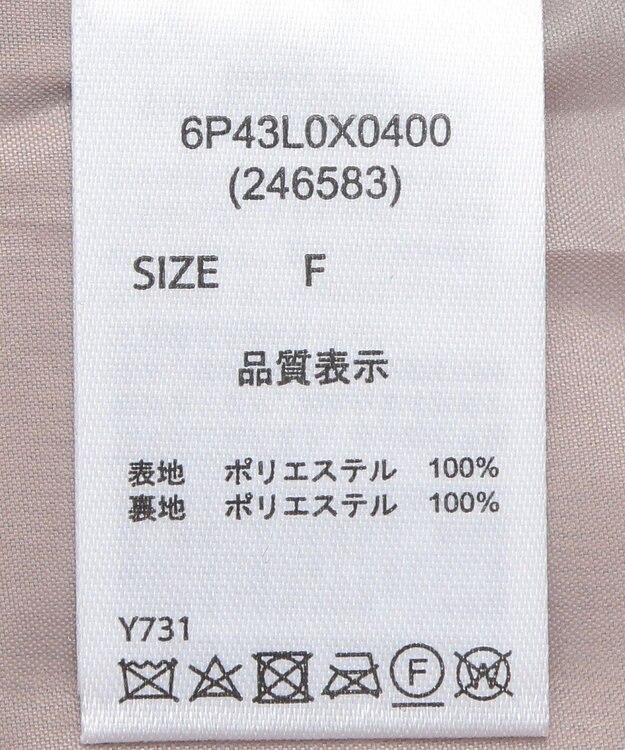 6P43L0X0400
(246583)
SIZE F
品質表示
表地 ポリエステル 100%
裏地 ポリエステル 100%
Y731
F W